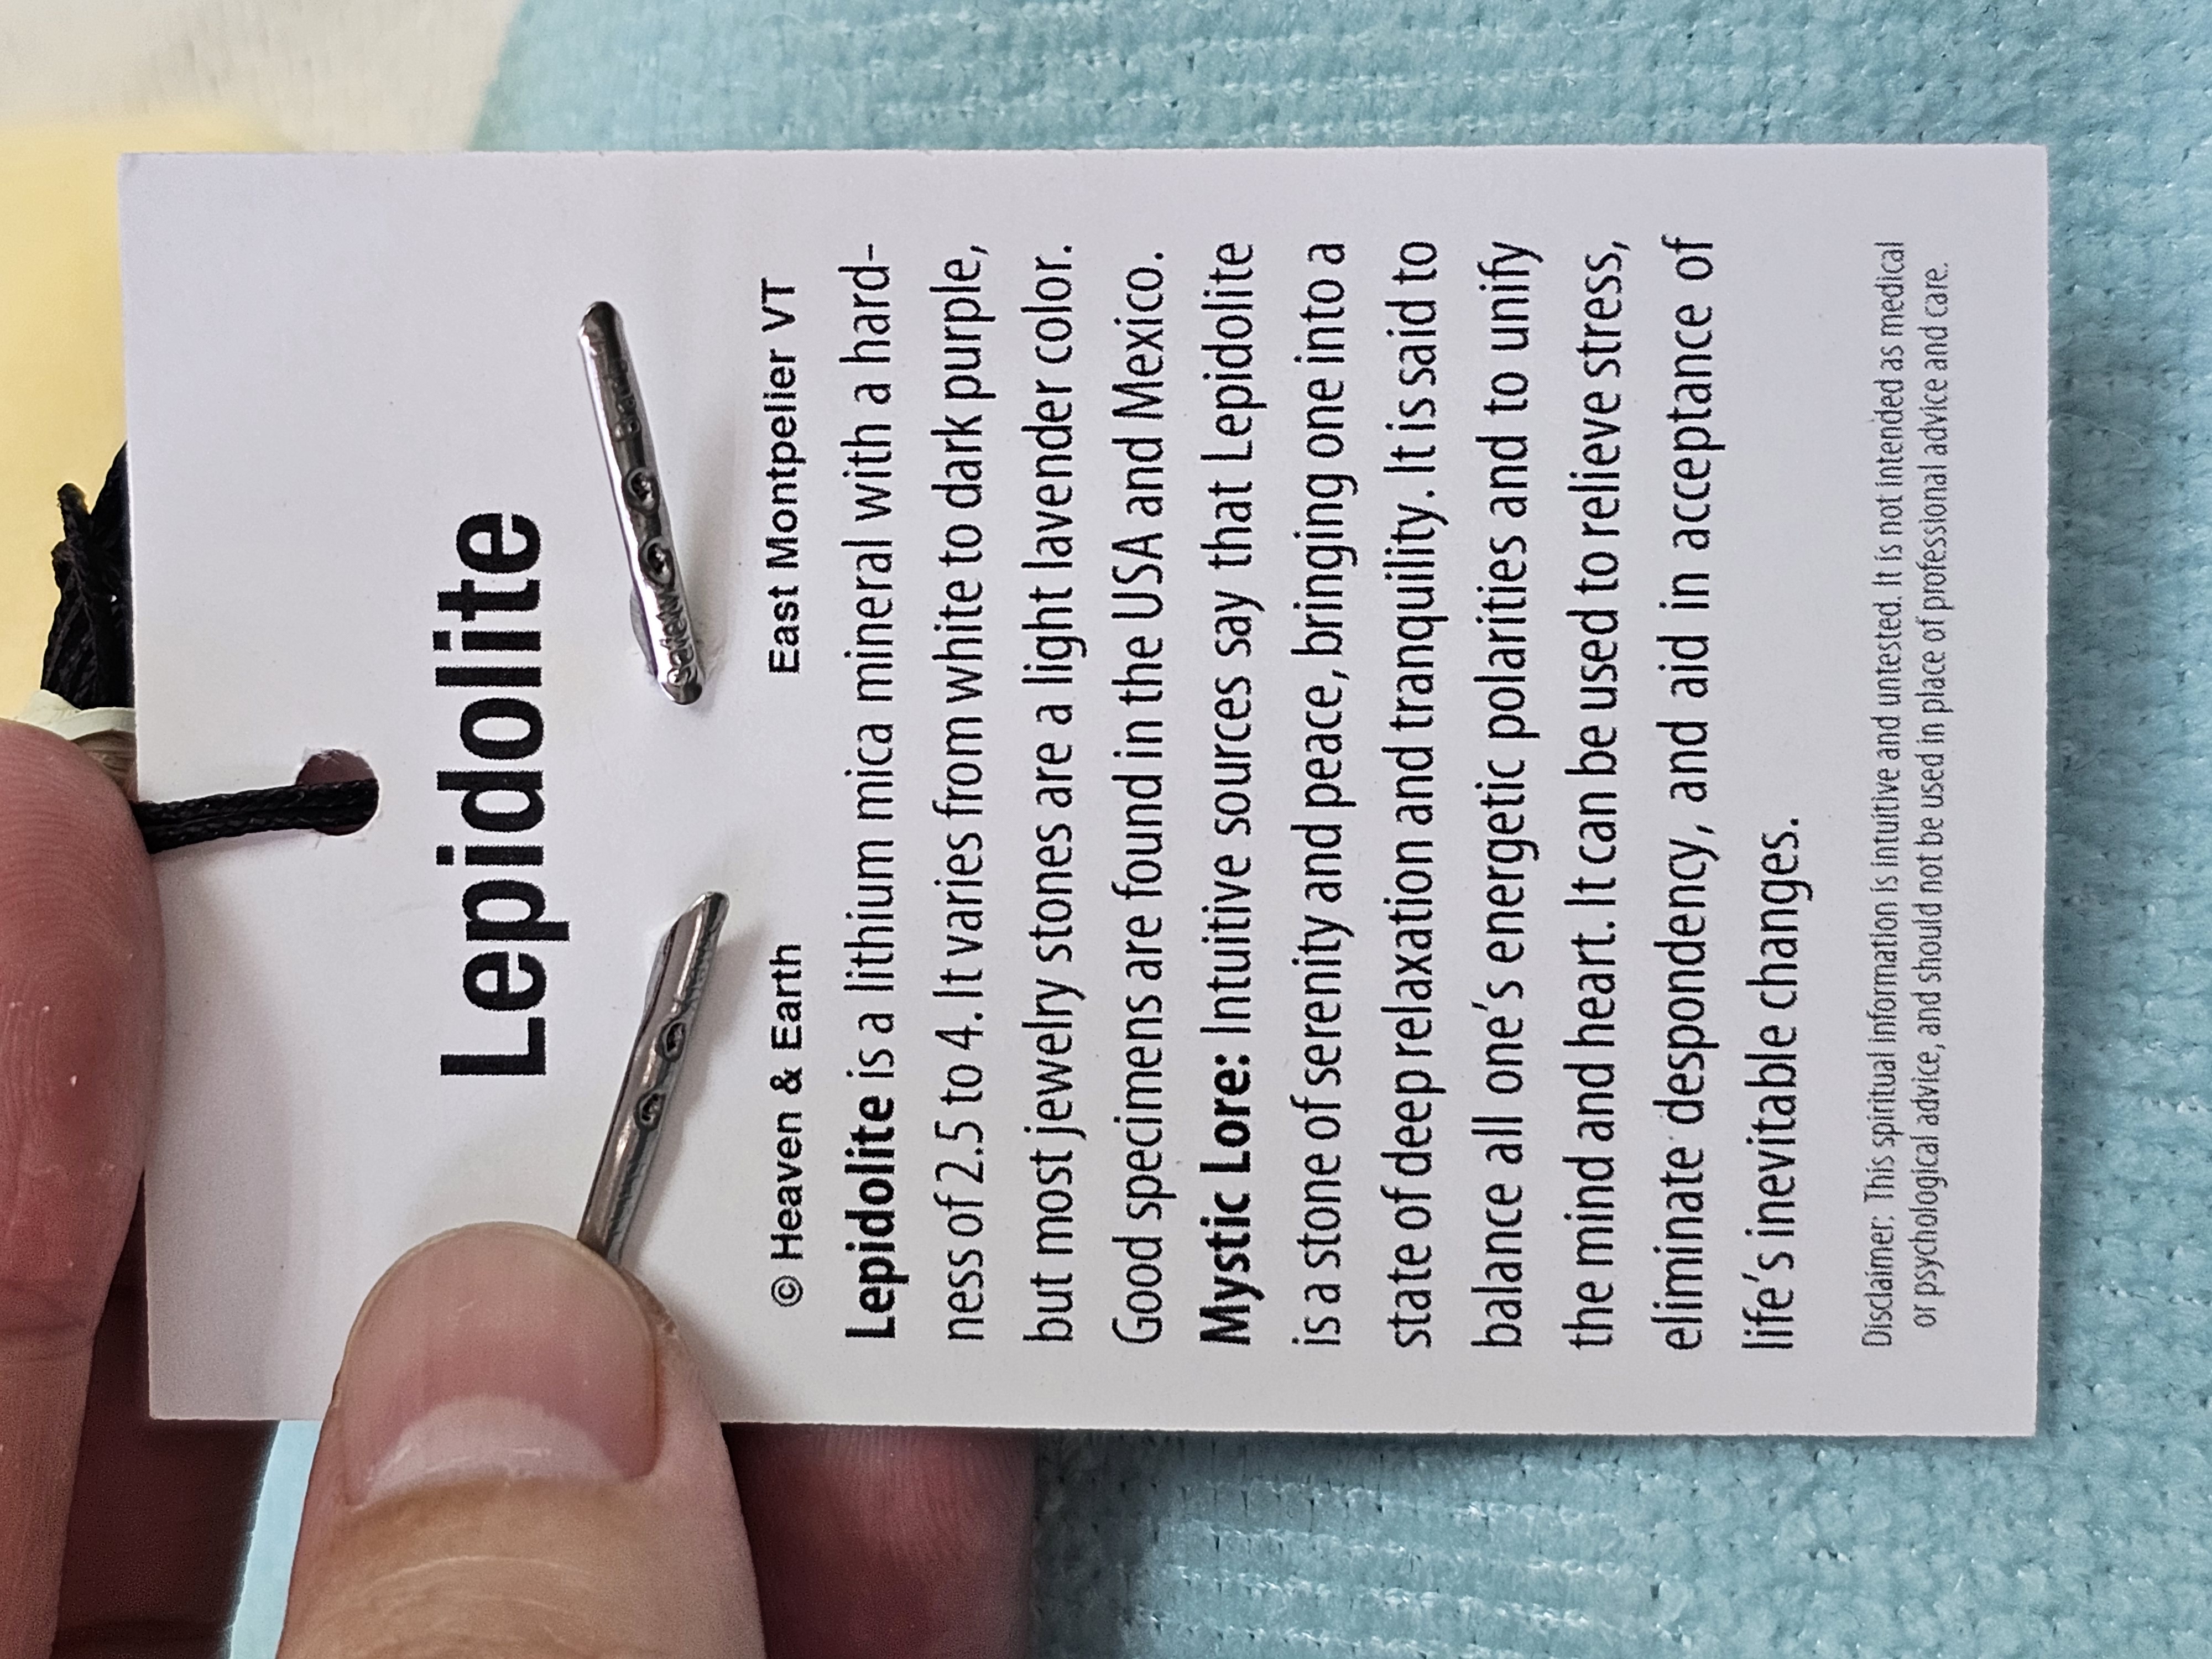 Lepidolite
© Heaven & Earth East Montpelier VT
Lepidolite is a lithium mica mineral with a hard-
ness of 2.5 to 4. It varies from white to dark purple,
but most jewelry stones are a light lavender color.
Good specimens are found in the USA and Mexico.
Mystic Lore: Intuitive sources say that Lepidolite
is a stone of serenity and peace, bringing one into a
state of deep relaxation and tranquility. It is said to
balance all one's energetic polarities and to unify
the mind and heart. It can be used to relieve stress,
eliminate despondency, and aid in acceptance of
life's inevitable changes.
Disclaimer: This spiritual information is intuitive and untested. It is not intended as medical
or psychological advice, and should not be used in place of professional advice and care.